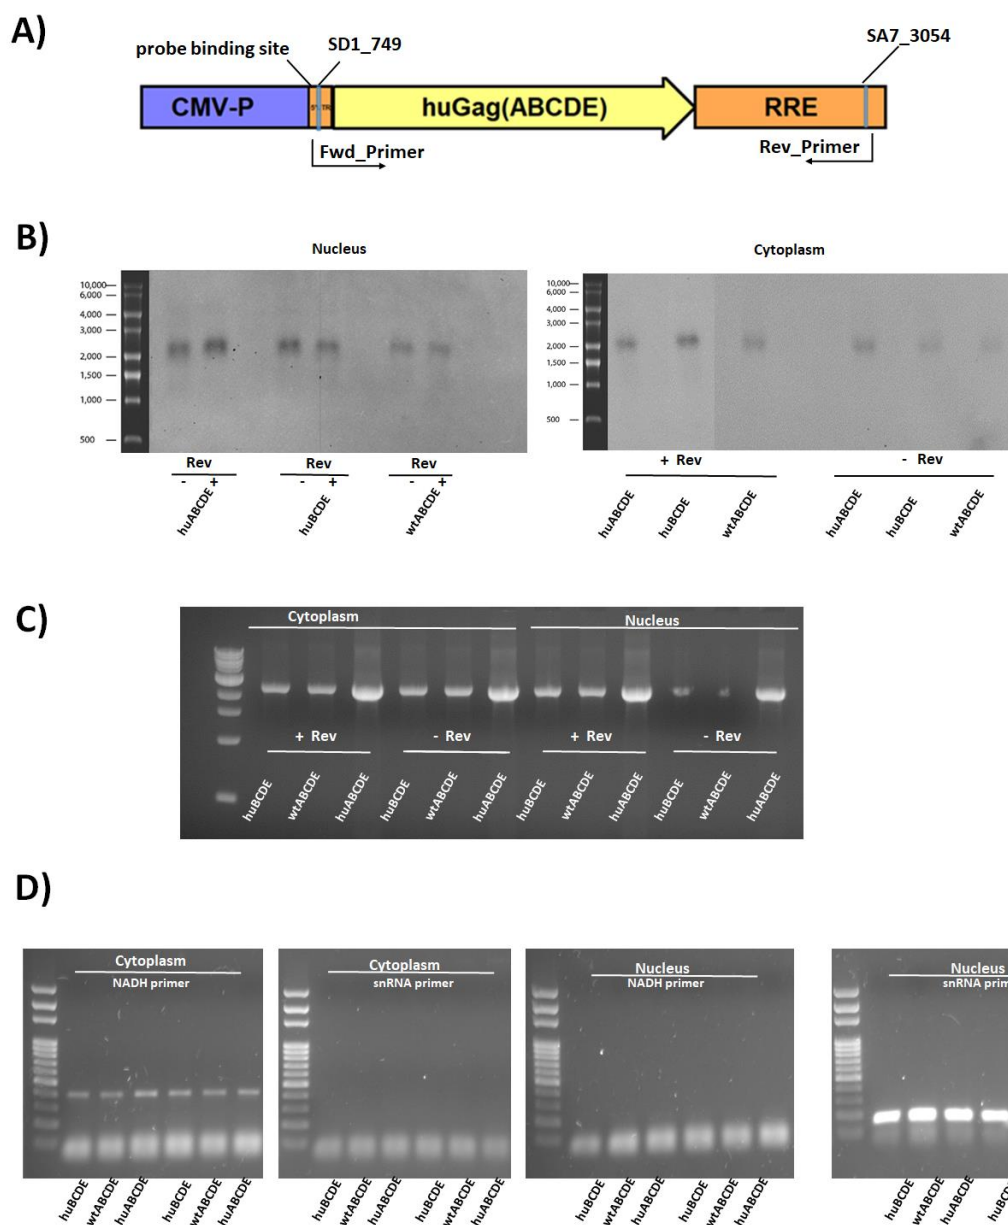 A)
probe binding site
SD1_749
SA7_3054
CMV-P
huGag(ABCDE)
RRE
Fwd_Primer
Rev_Primer
B)
Nucleus
Cytoplasm
10,000
6,000
4,000
3,000
2,000
1,500
1,000
500
10,000
6,000
4,000
3,000
2,000
1,500
1,000
500
Rev
Rev
Rev
- +
- +
- +
huABCDE
huBCDE
wtABCDE
+ Rev
- Rev
huABCDE
huBCDE
wtABCDE
huABCDE
huBCDE
wtABCDE
C)
Cytoplasm
Nucleus
+ Rev
- Rev
+ Rev
- Rev
huBCDE
wtABCDE
huABCDE
huBCDE
wtABCDE
huABCDE
huBCDE
wtABCDE
huABCDE
huBCDE
wtABCDE
huABCDE
D)
Cytoplasm
NADH primer
Cytoplasm
snRNA primer
Nucleus
NADH primer
Nucleus
snRNA prim
huBCDE
wtABCDE
huABCDE
huBCDE
wtABCDE
huABCDE
huBCDE
wtABCDE
huABCDE
huBCDE
wtABCDE
huABCDE
huBCDE
wtABCDE
huABCDE
huBCDE
wtABCDE
huABCDE
huBCDE
wtABCDE
huABCDE